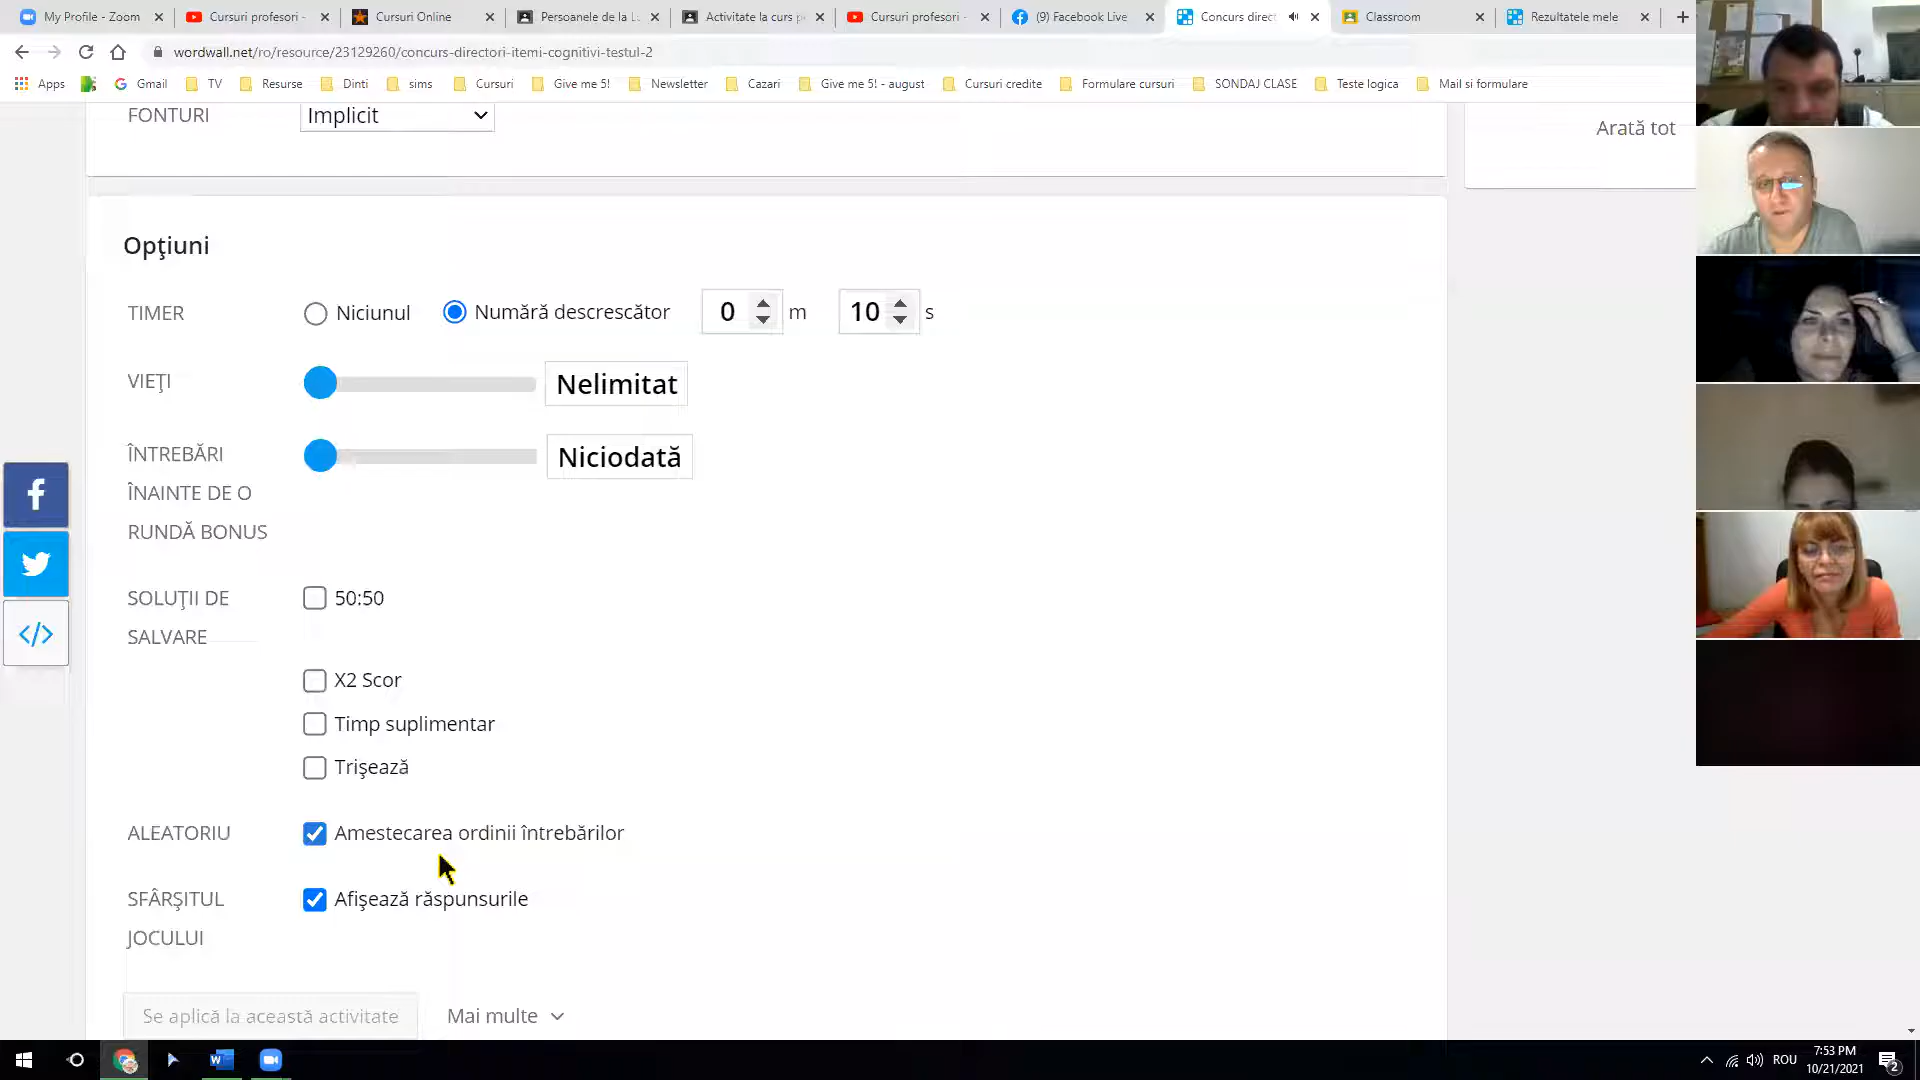 My Profile - Zoom
Cursuri profesori -
Cursuri Online
Persoanele de la L
Activitate la curs p
Cursuri profesori -
(9) Facebook Live
Concurs direct
Classroom
Rezultatele mele
wordwall.net/ro/resource/23129260/concurs-directori-itemi-cognitivi-testul-2
Apps
Gmail
TV
Resurse
Dinti
sims
Cursuri
Give me 5!
Newsletter
Cazari
Give me 5! - august
Cursuri credite
Formulare cursuri
SONDAJ CLASE
Teste logica
Mail si formulare
FONTURI
Implicit
Arată tot
Opţiuni
TIMER
Niciunul
Numără descrescător
0 m
10 s
VIEŢI
Nelimitat
ÎNTREBĂRI
ÎNAINTE DE O
RUNDĂ BONUS
Niciodată
SOLUŢII DE
SALVARE
50:50
X2 Scor
Timp suplimentar
Trişează
ALEATORIU
Amestecarea ordinii întrebărilor
SFÂRŞITUL
JOCULUI
Afişează răspunsurile
Se aplică la această activitate
Mai multe
ROU
7:53 PM
10/21/2021
2